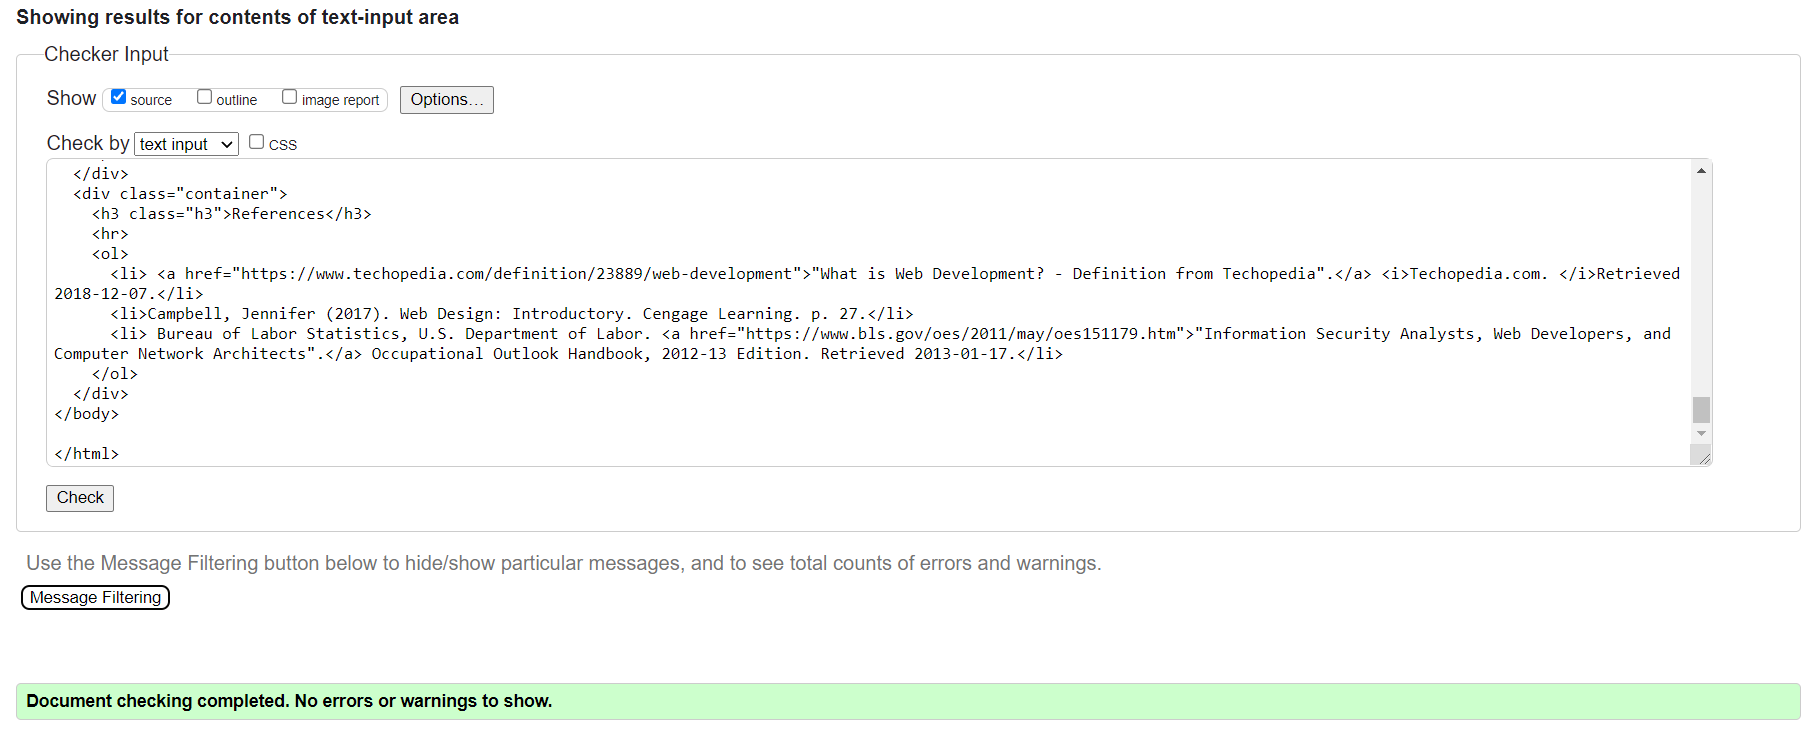 Showing results for contents of text-input area
Checker Input
Show source outline image report Options...
Check by text input CSS
</div>
<div class="container">
<h3 class="h3">References</h3>
<hr>
<ol>
<li> <a href="https://www.techopedia.com/definition/23889/web-development">"What is Web Development? - Definition from Techopedia".</a> <i>Techopedia.com. </i>Retrieved
2018-12-07.</li>
<li>Campbell, Jennifer (2017). Web Design: Introductory. Cengage Learning. p. 27.</li>
<li> Bureau of Labor Statistics, U.S. Department of Labor. <a href="https://www.bls.gov/oes/2011/may/oes151179.htm">"Information Security Analysts, Web Developers, and
Computer Network Architects".</a> Occupational Outlook Handbook, 2012-13 Edition. Retrieved 2013-01-17.</li>
</ol>
</div>
</body>
</html>
Check
Use the Message Filtering button below to hide/show particular messages, and to see total counts of errors and warnings.
Message Filtering
Document checking completed. No errors or warnings to show.